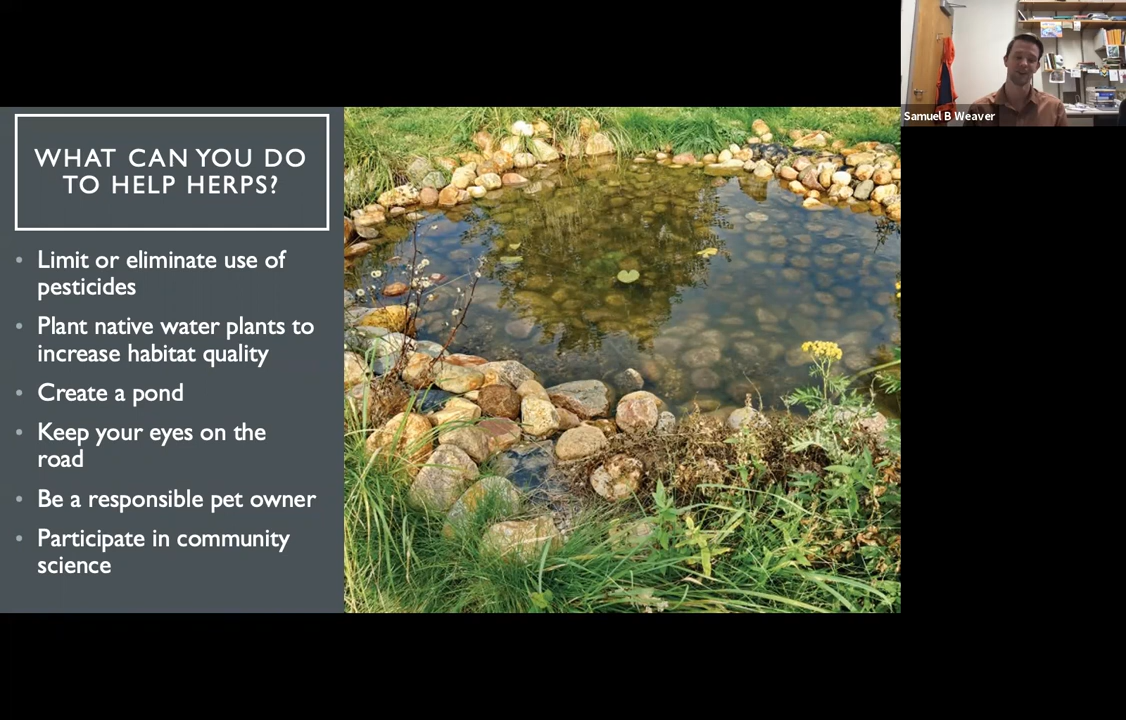 WHAT CAN YOU DO
TO HELP HERPS?
• Limit or eliminate use of
pesticides
• Plant native water plants to
increase habitat quality
• Create a pond
• Keep your eyes on the
road
• Be a responsible pet owner
• Participate in community
science
Samuel B Weaver